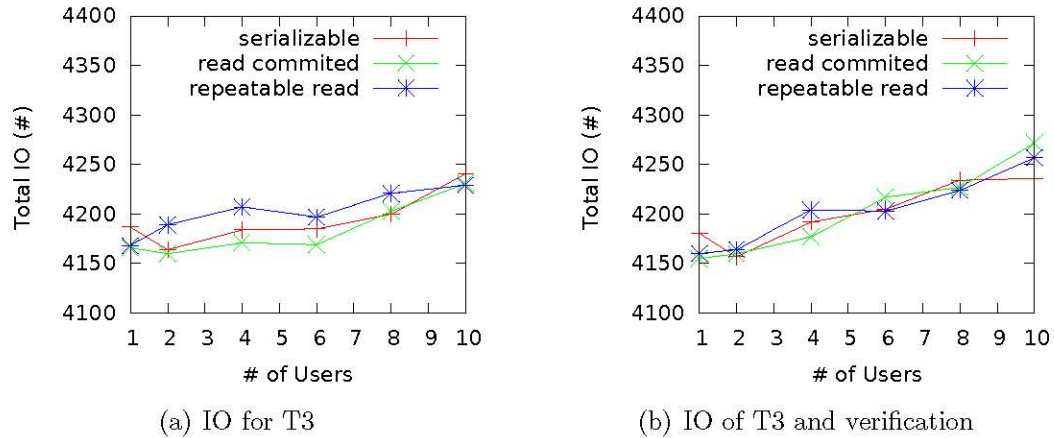 4400
4350
4300
4250
4200
4150
4100
Total IO (#)
serializable
read commited
repeatable read
1 2 3 4 5 6 7 8 9 10
# of Users
(a) IO for T3
4400
4350
4300
4250
4200
4150
4100
Total IO (#)
serializable
read commited
repeatable read
1 2 3 4 5 6 7 8 9 10
# of Users
(b) IO of T3 and verification